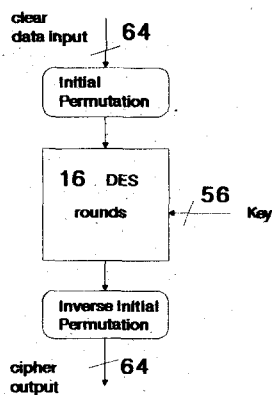 clear
data input
64
Initial
Permutation
16 DES
rounds
56
Key
Inverse Initial
Permutation
cipher
output
64